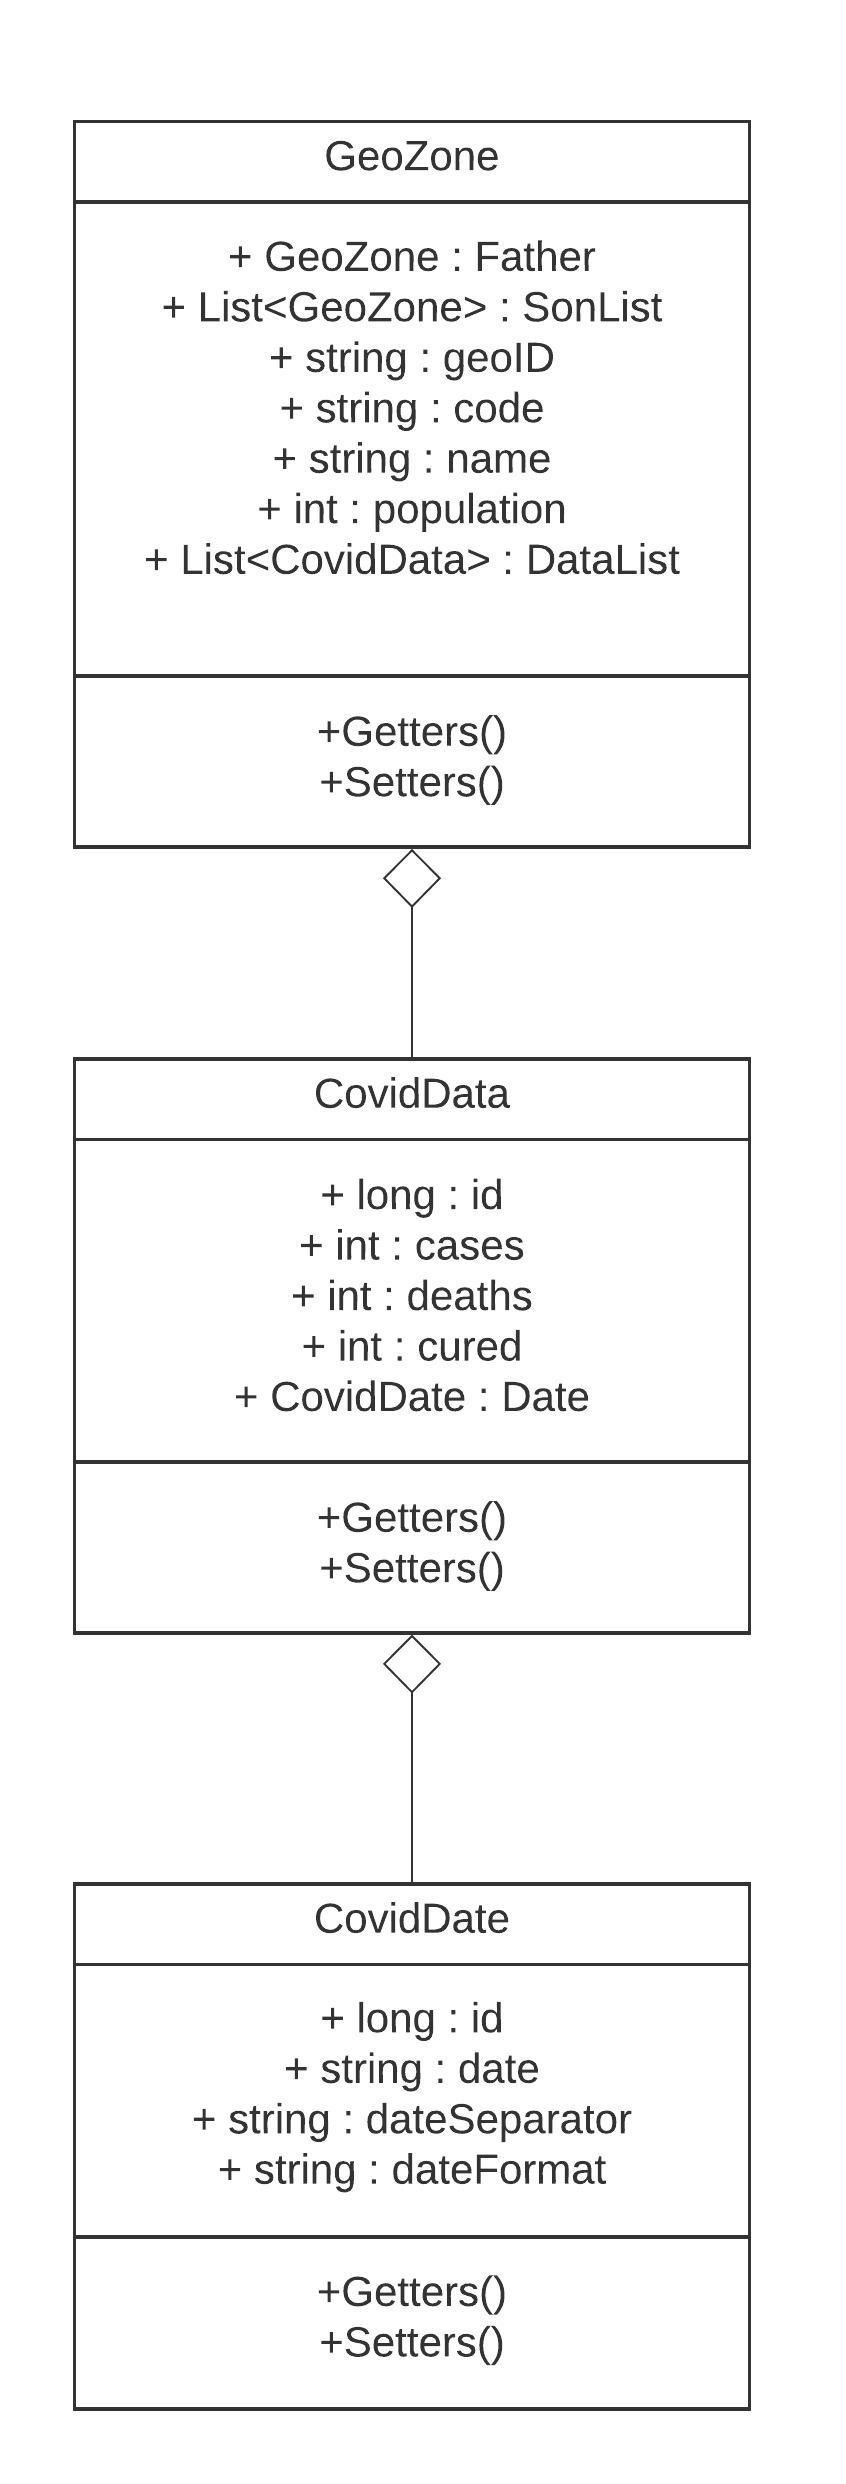 GeoZone
+ GeoZone : Father
+ List<GeoZone> : SonList
+ string : geoID
+ string : code
+ string : name
+ int : population
+ List<CovidData> : DataList
+Getters()
+Setters()
CovidData
+ long : id
+ int : cases
+ int : deaths
+ int : cured
+ CovidDate : Date
+Getters()
+Setters()
CovidDate
+ long : id
+ string : date
+ string : dateSeparator
+ string : dateFormat
+Getters()
+Setters()